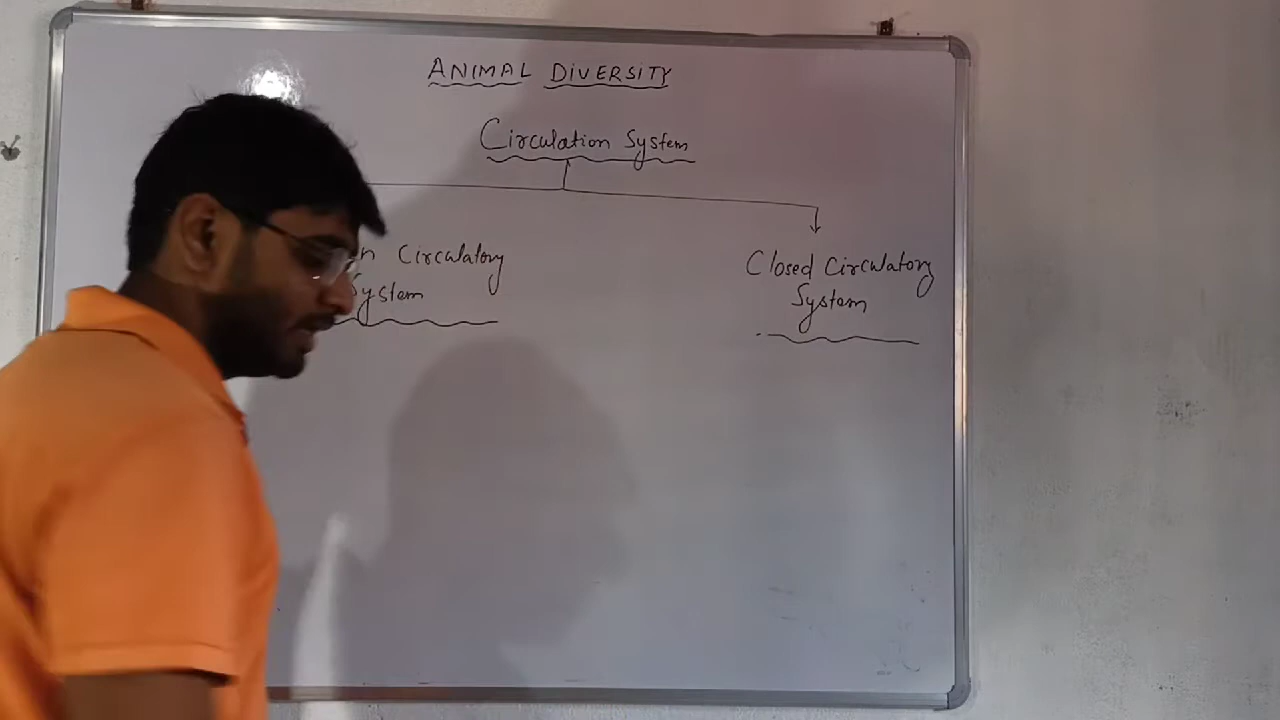 ANIMAL DIVERSITY
Circulation System
n Circulatory
System
Closed Circulatory
System